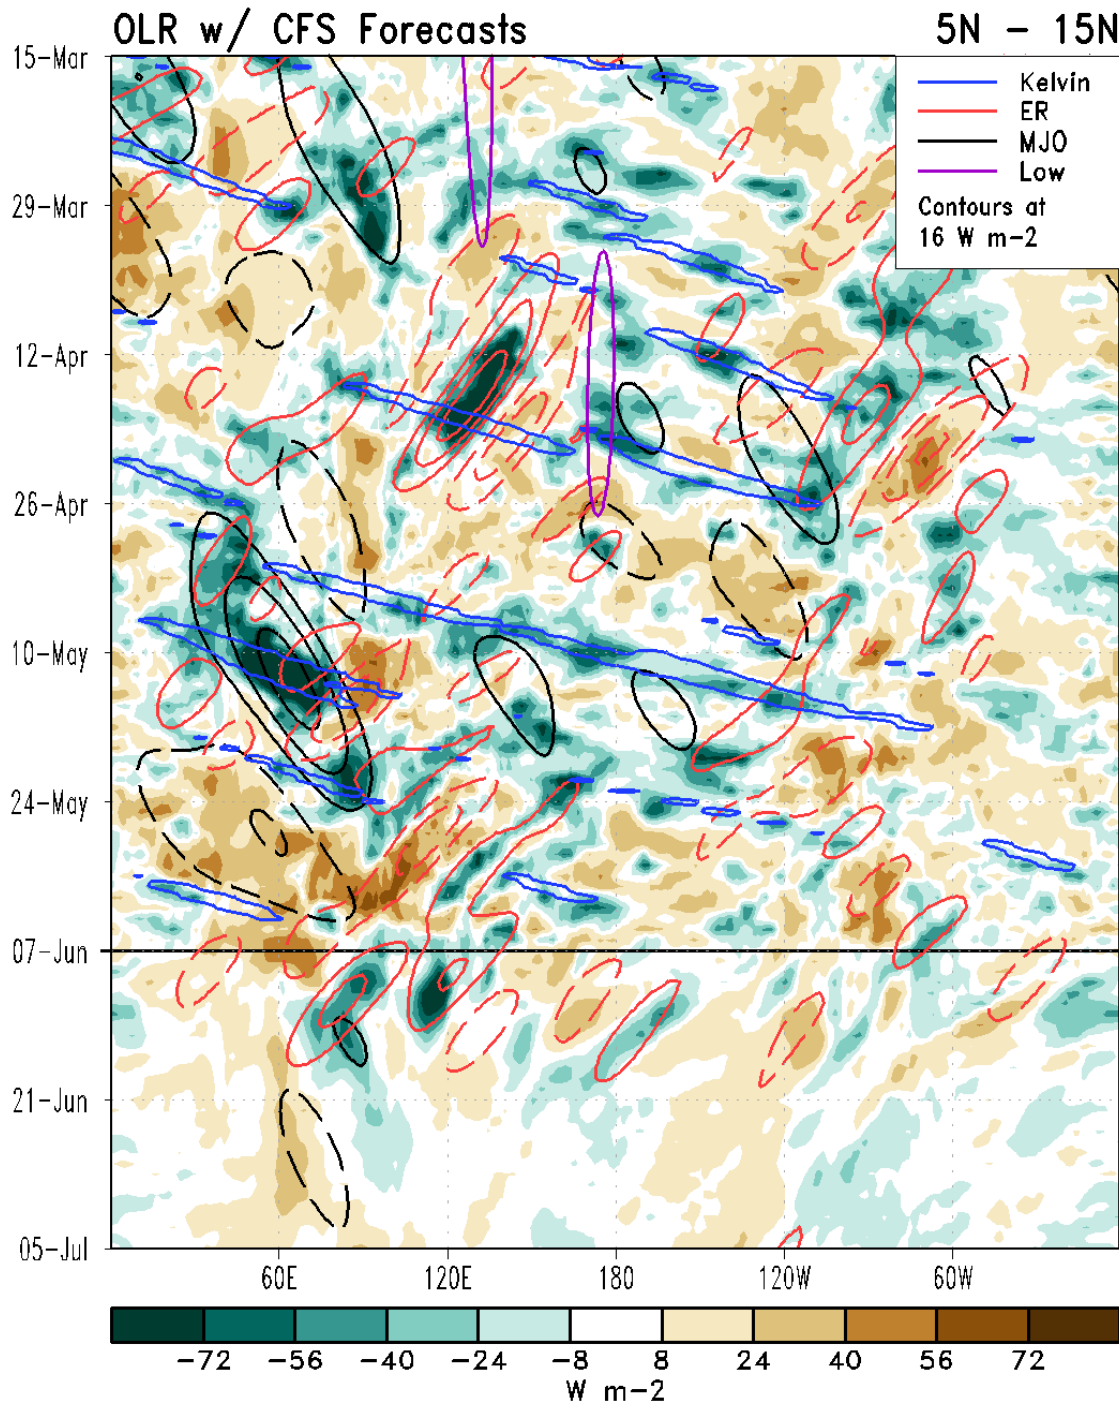 OLR w/ CFS Forecasts
5N - 15N
Kelvin
ER
MJO
Low
Contours at
16 W m-2
15-Mar
29-Mar
12-Apr
26-Apr
10-May
24-May
07-Jun
21-Jun
05-Jul
60E 120E 180 120W 60W
-72 -56 -40 -24 -8 8 24 40 56 72
W m-2